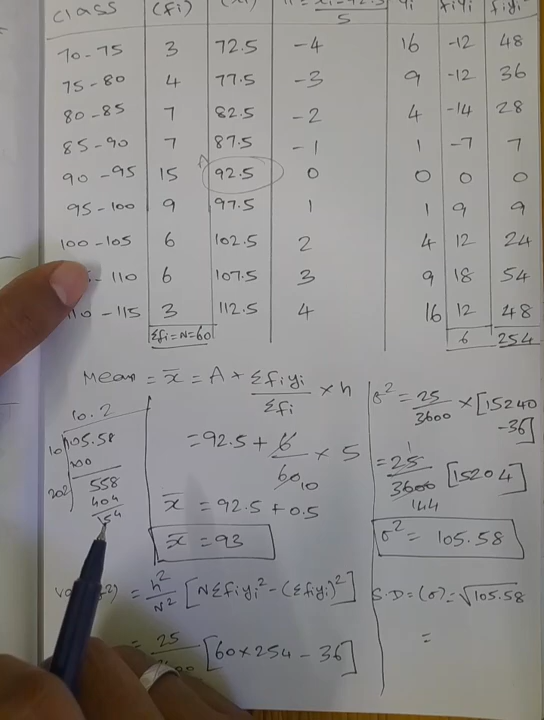 class (fi) 5 yi fiyi fiyi²
70-75 3 72.5 -4 16 -12 48
75-80 4 77.5 -3 9 -12 36
80-85 7 82.5 -2 4 -14 28
85-90 7 87.5 -1 1 -7 7
90-95 15 92.5 0 0 0 0
95-100 9 97.5 1 1 9 9
100-105 6 102.5 2 4 12 24
-110 6 107.5 3 9 18 54
-115 3 112.5 4 16 12 48
Σfi=N=60 6 254
Mean = x̄ = A + Σfiyi/Σfi × h
= 92.5 + 6/60 × 5
10
x̄ = 92.5 + 0.5
x̄ = 93
10.2
10 105.58
100
202 558
404
154
σ² = 25/3600 × [15240
-36]
= 25/3600 [15204]
1
144
σ² = 105.58
= h²/N² [NΣfiyi² - (Σfiyi)²]
= 25 [60×254 - 36]
S.D = (σ) = √105.58
=